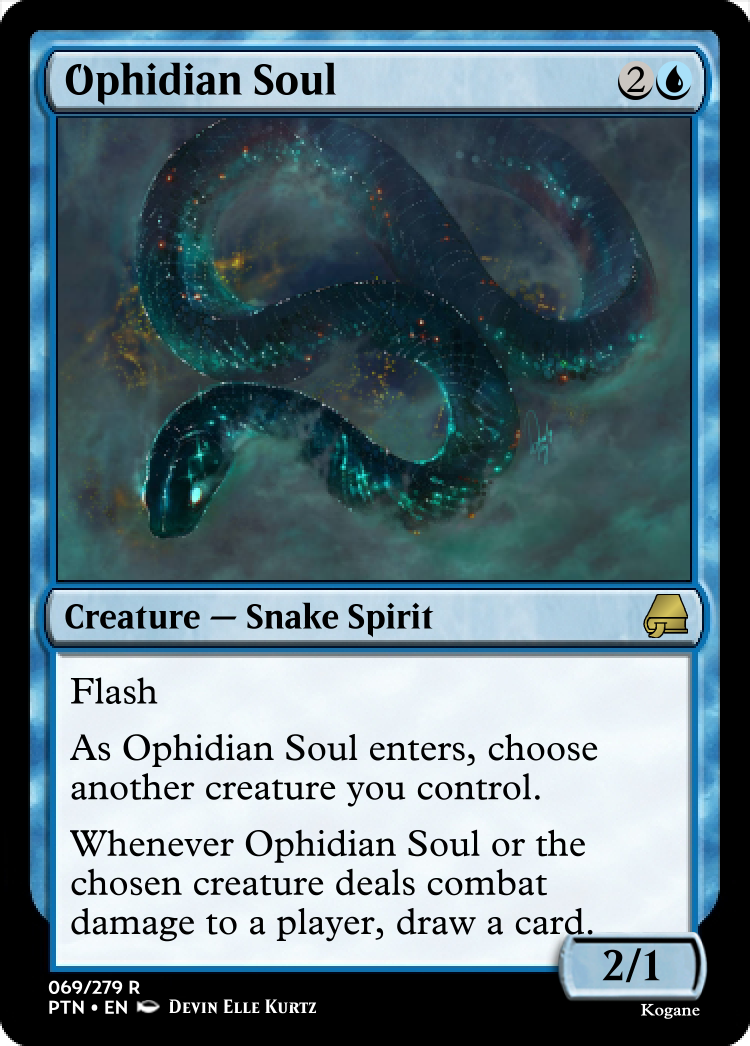 Ophidian Soul 2
Creature — Snake Spirit
Flash
As Ophidian Soul enters, choose
another creature you control.
Whenever Ophidian Soul or the
chosen creature deals combat
damage to a player, draw a card.
2/1
069/279 R
PTN • EN DEVIN ELLE KURTZ
Kogane